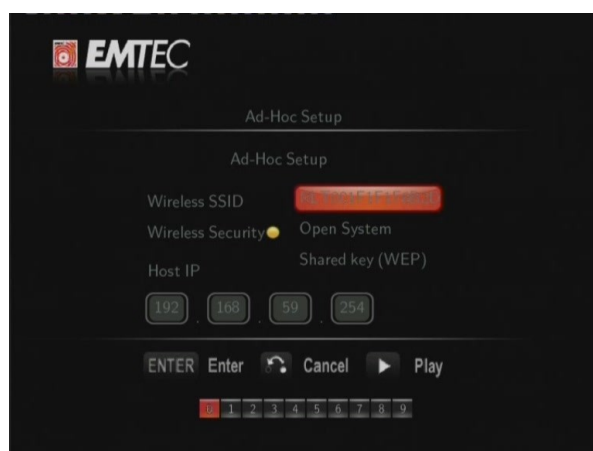 EMTEC
Ad-Hoc Setup
Ad-Hoc Setup
Wireless SSID
Wireless Security Open System
Shared key (WEP)
Host IP
192 . 168 . 59 . 254
ENTER Enter Cancel Play
0 1 2 3 4 5 6 7 8 9